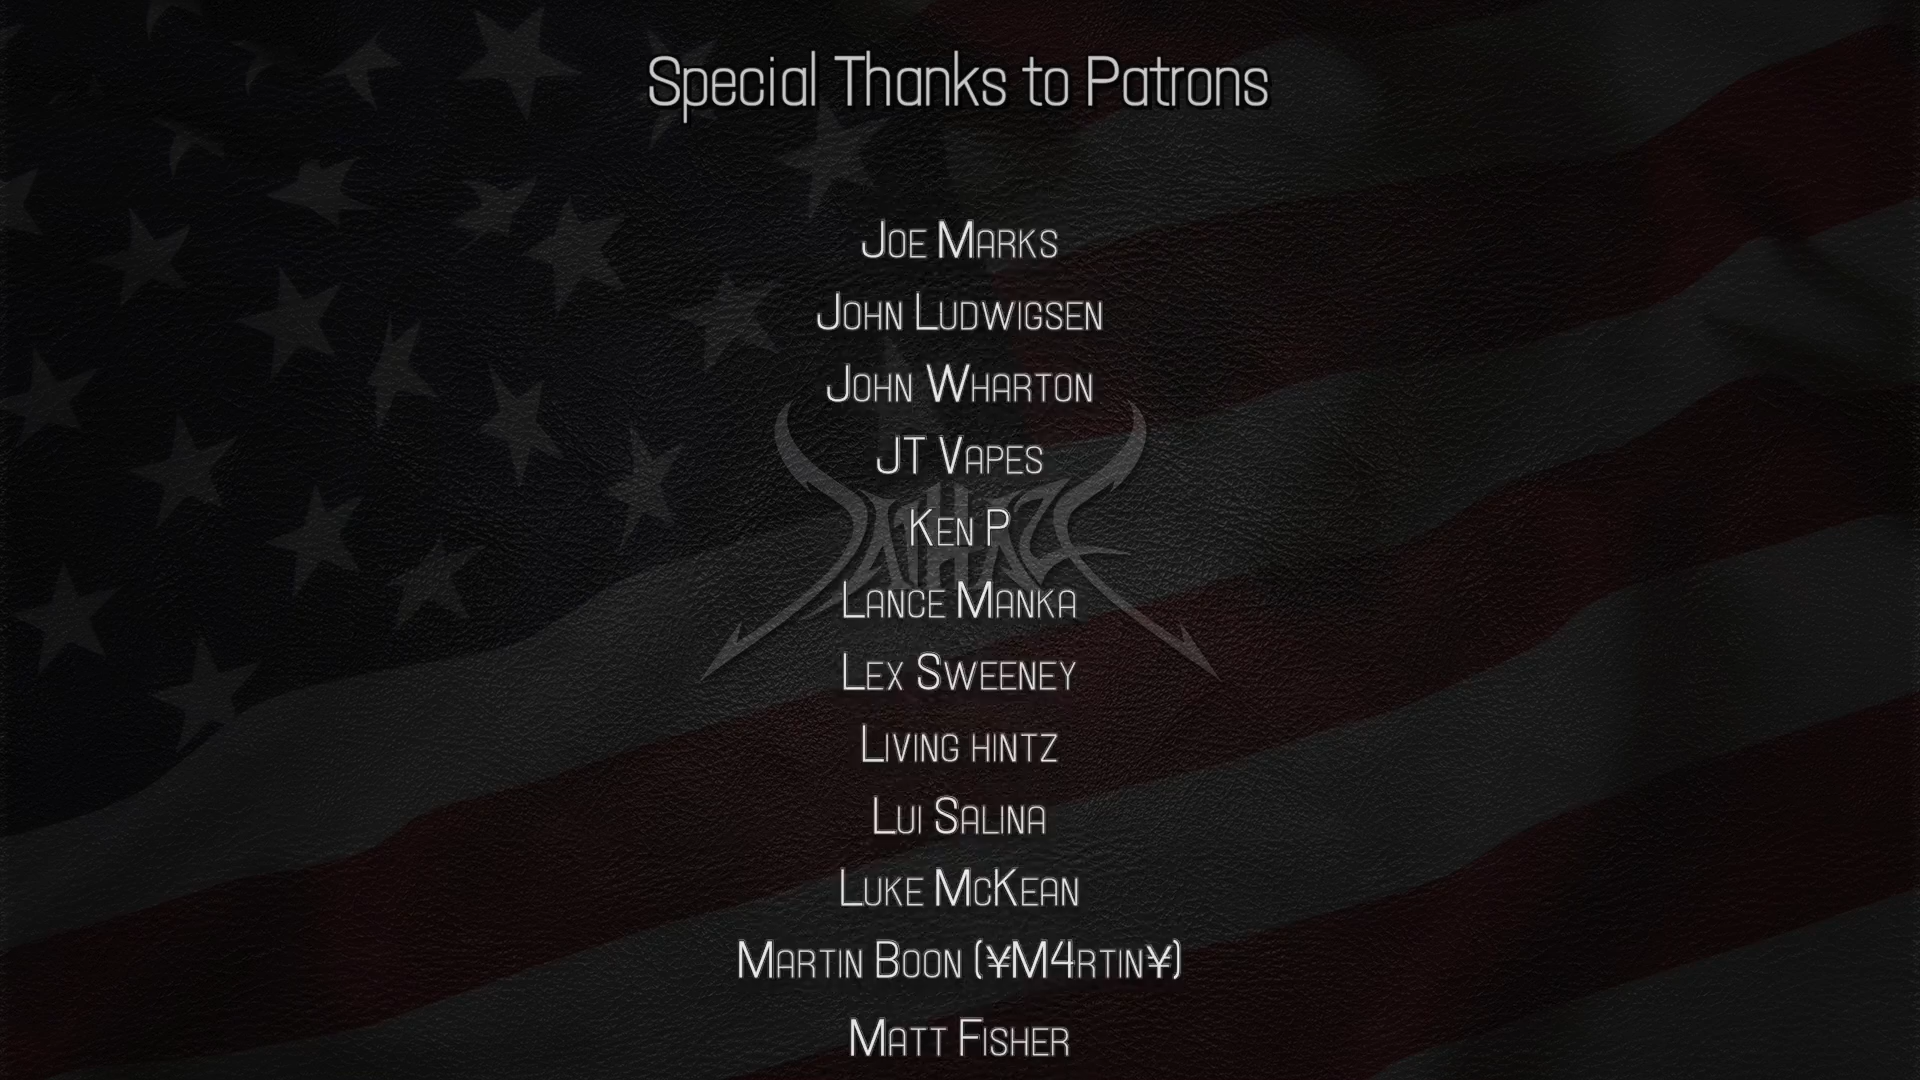 Special Thanks to Patrons
Joe Marks
John Ludwigsen
John Wharton
JT Vapes
Ken P
Lance Manka
Lex Sweeney
Living hintz
Lui Salina
Luke McKean
Martin Boon (¥M4rtin¥)
Matt Fisher